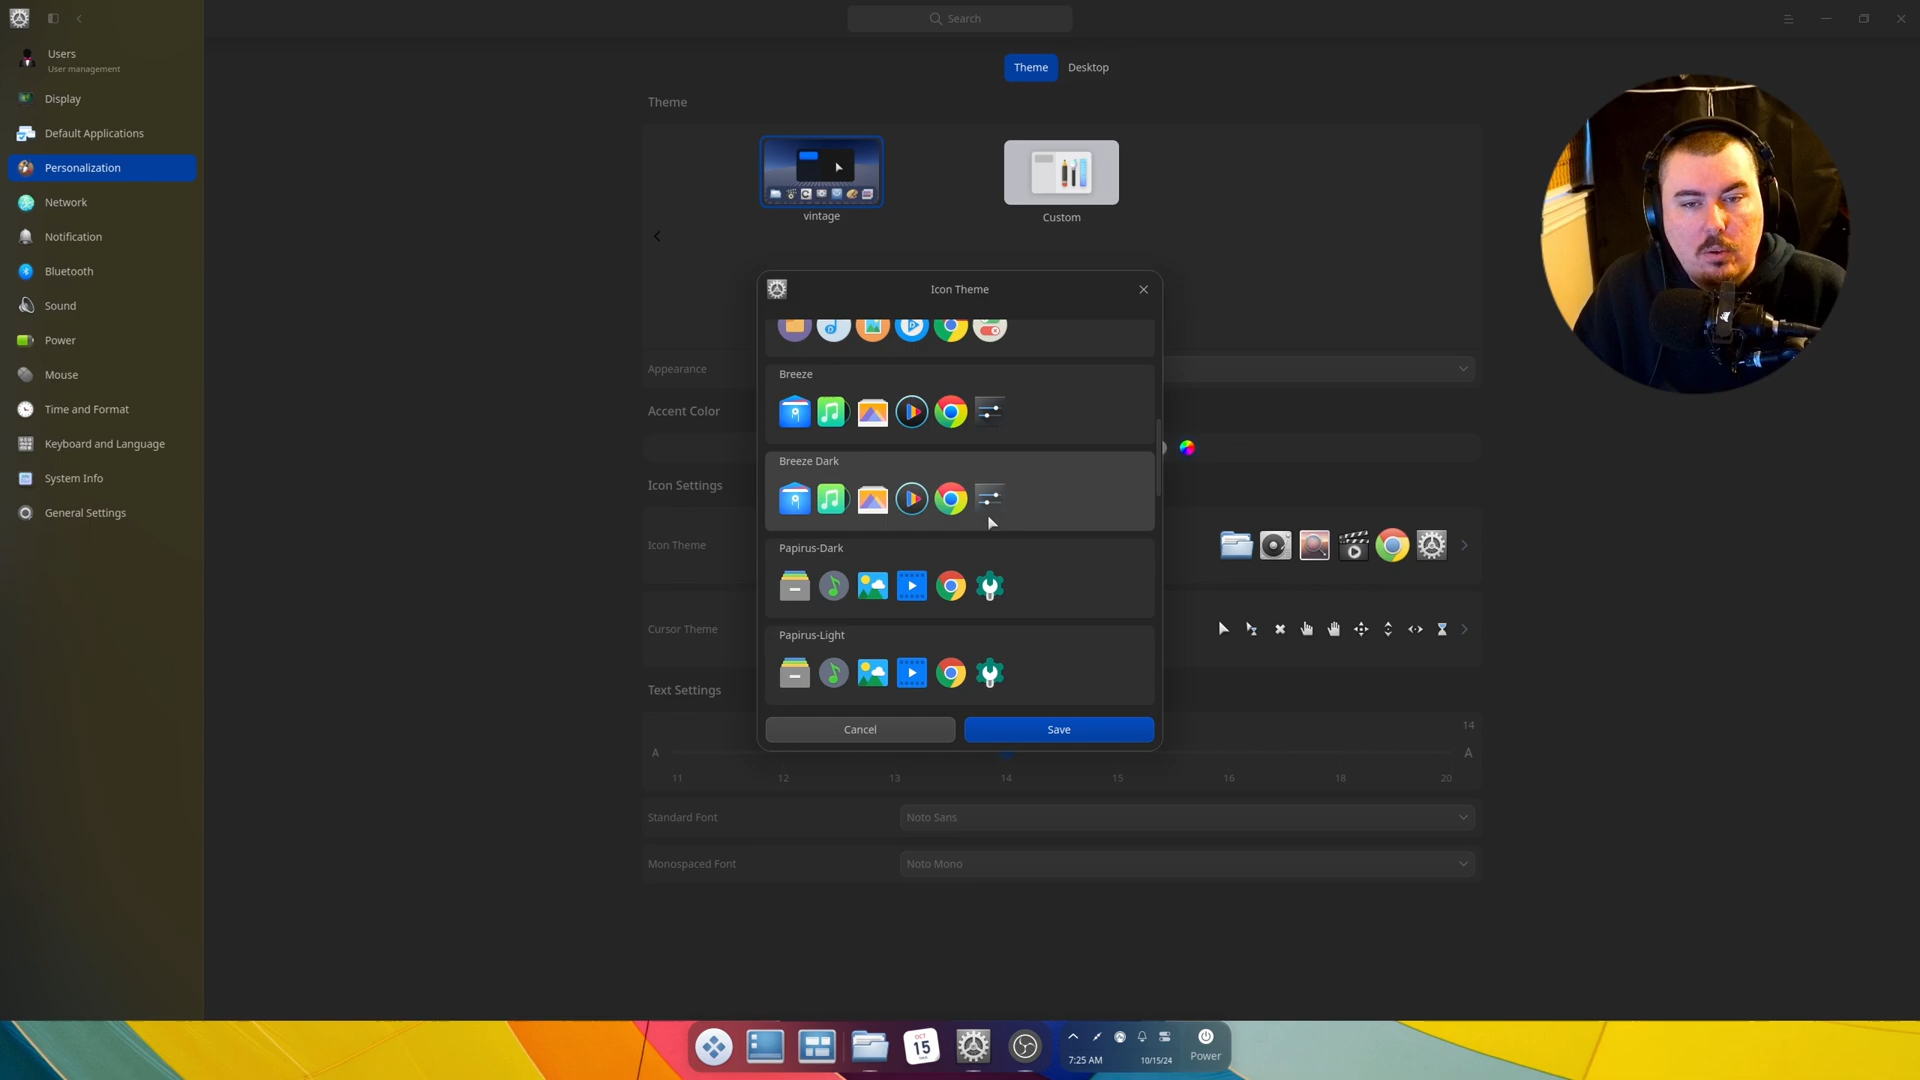 Search
Users
User management
Display
Default Applications
Personalization
Network
Notification
Bluetooth
Sound
Power
Mouse
Time and Format
Keyboard and Language
System Info
General Settings
Theme
Desktop
Theme
vintage
Custom
Appearance
Accent Color
Icon Settings
Icon Theme
Cursor Theme
Text Settings
Icon Theme
Breeze
Breeze Dark
Papirus-Dark
Papirus-Light
Cancel
Save
14
A
A
11 12 13 14 15 16 18 20
Standard Font
Noto Sans
Monospaced Font
Noto Mono
OCT
15
7:25 AM
10/15/24
Power